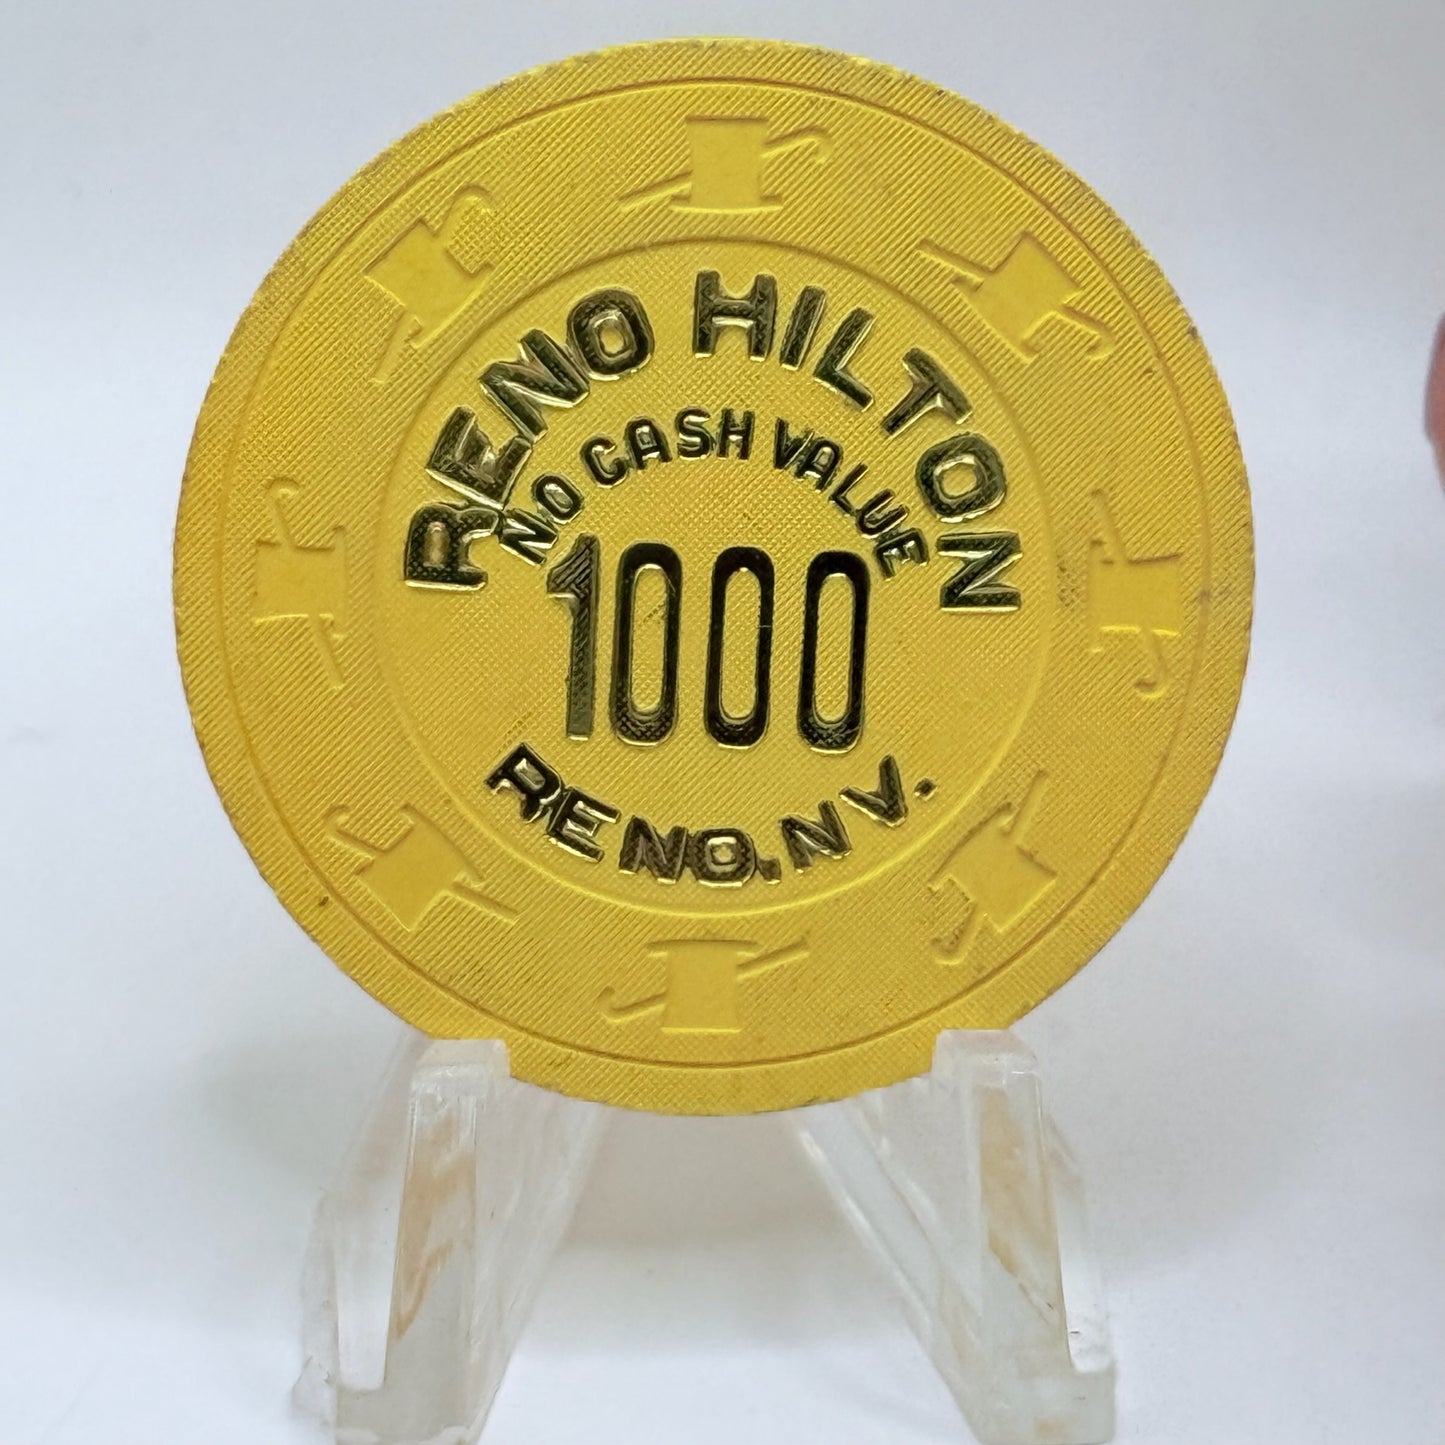 RENO HILTON
NO CASH VALUE
1000
RENO, NV.